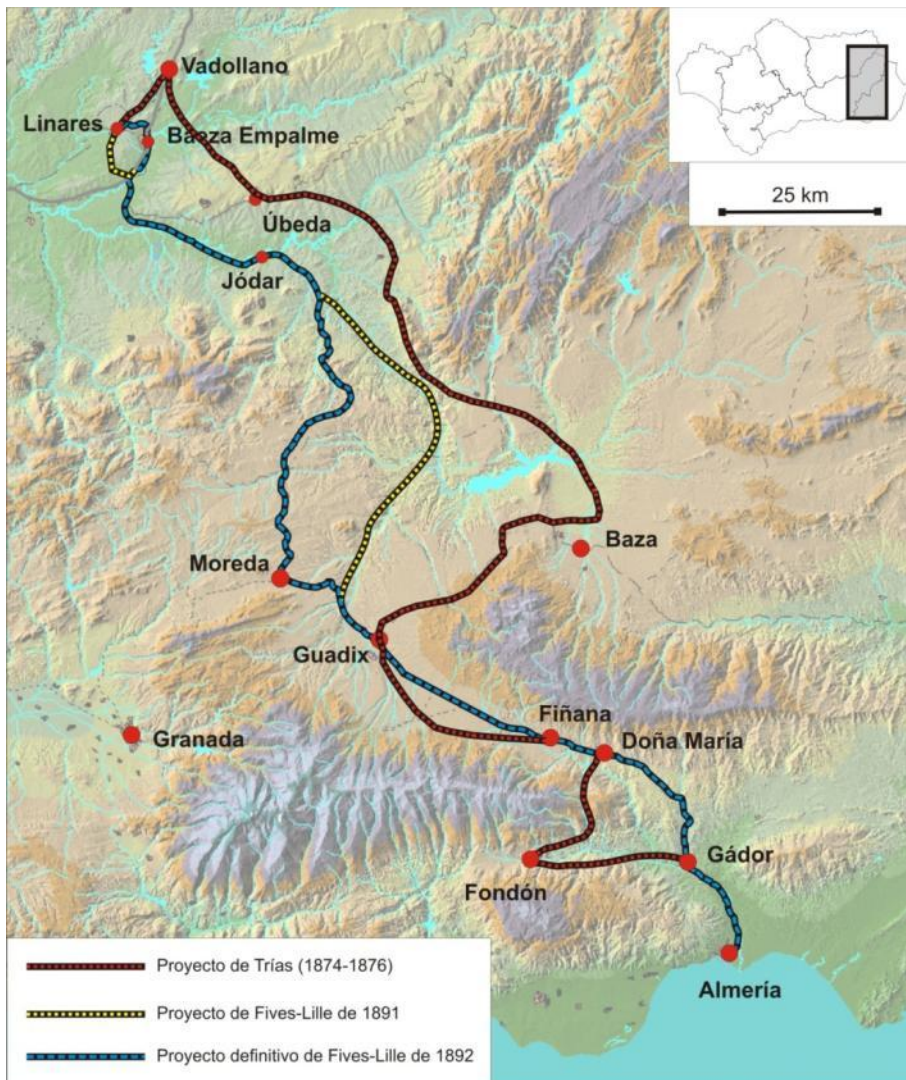 Vadollano
Linares
Baeza Empalme
25 km
Úbeda
Jódar
Moreda
Baza
Guadix
Fiñana
Granada
Doña María
Gádor
Fondón
Almería
Proyecto de Trías (1874-1876)
Proyecto de Fives-Lille de 1891
Proyecto definitivo de Fives-Lille de 1892